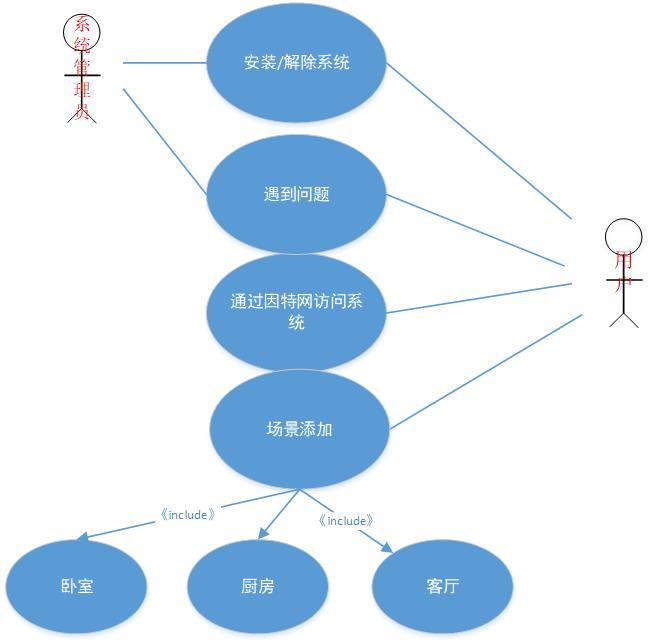 系统管理员
安装/解除系统
遇到问题
用户
通过因特网访问系
统
场景添加
《include》
《include》
卧室
厨房
客厅